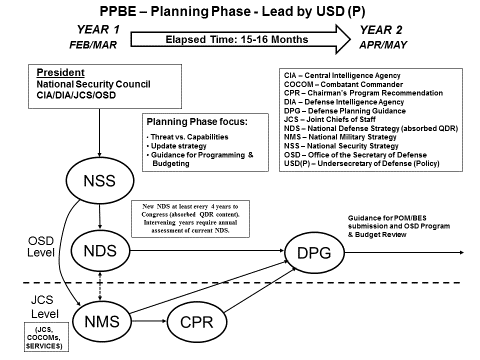 PPBE – Planning Phase - Lead by USD (P)
YEAR 1
FEB/MAR
Elapsed Time: 15-16 Months
YEAR 2
APR/MAY
President
National Security Council
CIA/DIA/JCS/OSD
Planning Phase focus:
· Threat vs. Capabilities
· Update strategy
· Guidance for Programming &
Budgeting
CIA – Central Intelligence Agency
COCOM – Combatant Commander
CPR – Chairman's Program Recommendation
DIA – Defense Intelligence Agency
DPG – Defense Planning Guidance
JCS – Joint Chiefs of Staff
NDS – National Defense Strategy (absorbed QDR)
NMS – National Military Strategy
NSS – National Security Strategy
OSD – Office of the Secretary of Defense
USD(P) – Undersecretary of Defense (Policy)
NSS
New NDS at least every 4 years to
Congress (absorbed QDR content).
Intervening years require annual
assessment of current NDS.
OSD
Level
NDS
DPG
Guidance for POM/BES
submission and OSD Program
& Budget Review
JCS
Level
(JCS,
COCOMs,
SERVICES)
NMS
CPR